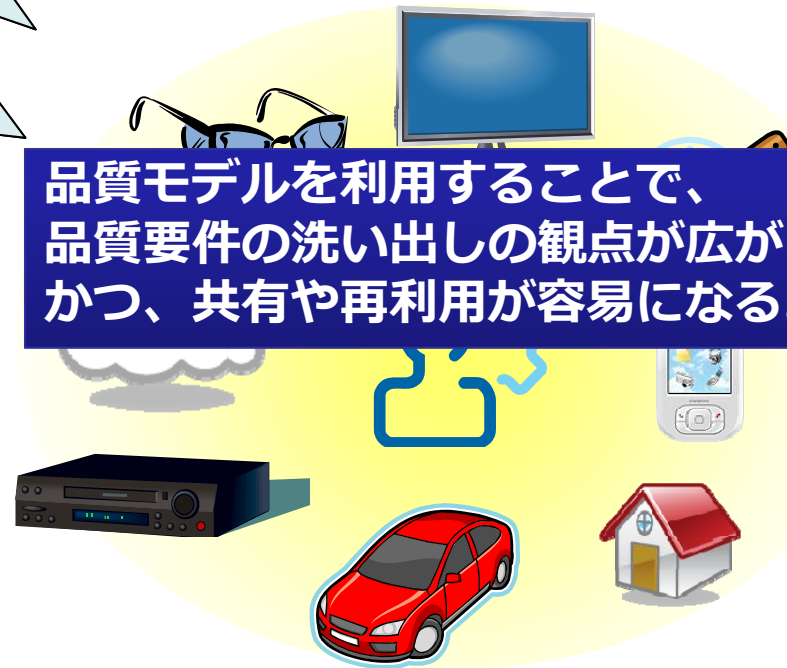 品質モデルを利用することで、
品質要件の洗い出しの観点が広が
かつ、共有や再利用が容易になる